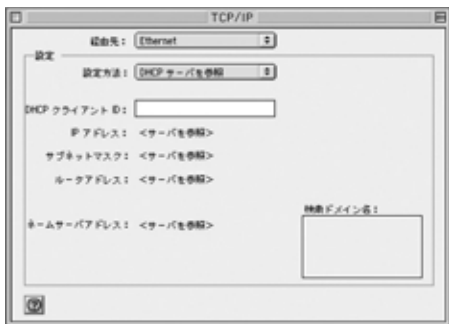 TCP/IP
経由先： Ethernet
設定
設定方法： DHCP サーバを参照
DHCP クライアント ID：
IP アドレス： <サーバを参照>
サブネットマスク： <サーバを参照>
ルータアドレス： <サーバを参照>
検索ドメイン名：
ネームサーバアドレス： <サーバを参照>
?